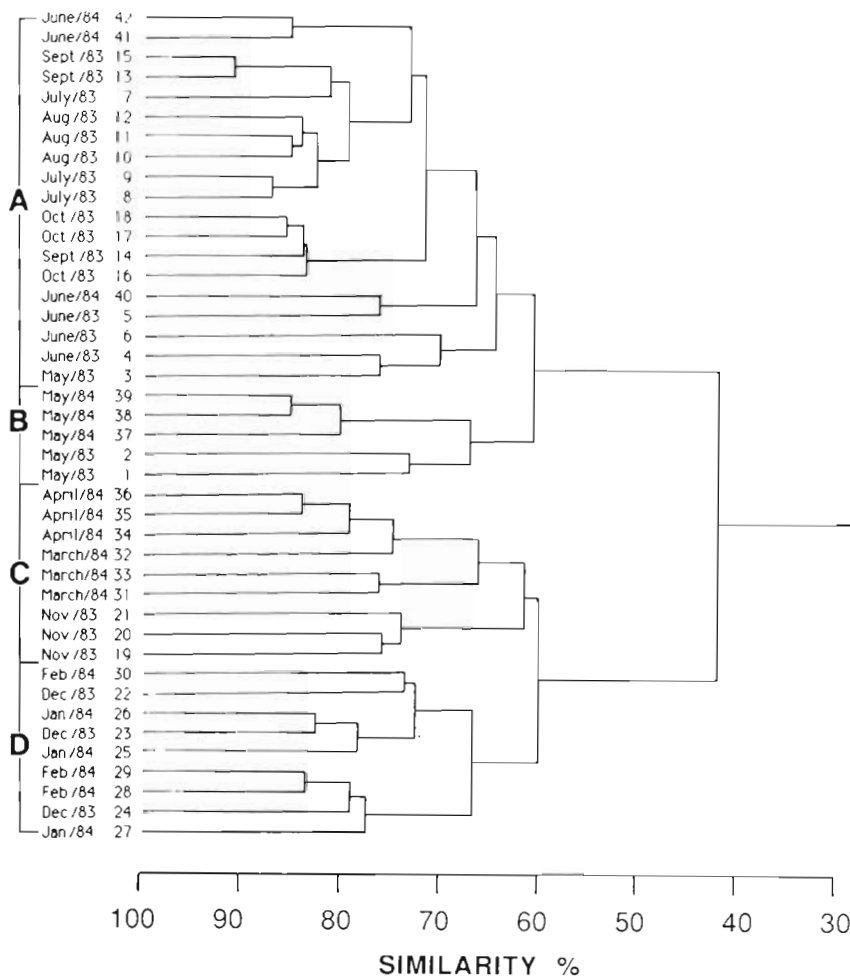 June/84 42
June/84 41
Sept/83 15
Sept/83 13
July/83 7
Aug/83 12
Aug/83 11
Aug/83 10
July/83 9
July/83 8
Oct/83 18
Oct/83 17
Sept/83 14
Oct/83 16
June/84 40
June/83 5
June/83 6
June/83 4
May/83 3
May/84 39
May/84 38
May/84 37
May/83 2
May/83 1
April/84 36
April/84 35
April/84 34
March/84 32
March/84 33
March/84 31
Nov/83 21
Nov/83 20
Nov/83 19
Feb/84 30
Dec/83 22
Jan/84 26
Dec/83 23
Jan/84 25
Feb/84 29
Feb/84 28
Dec/83 24
Jan/84 27
A
B
C
D
100 90 80 70 60 50 40 30
SIMILARITY %